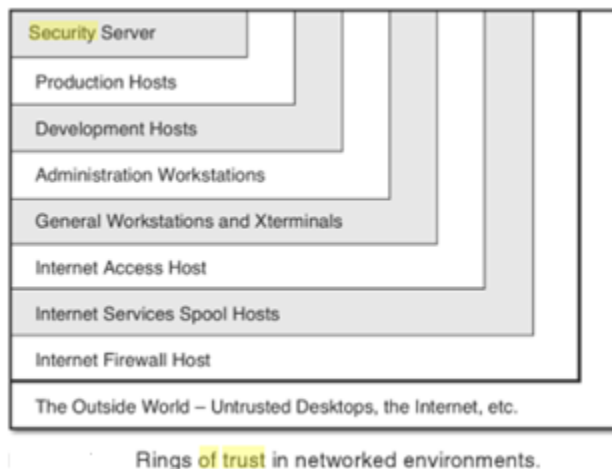 Security Server
Production Hosts
Development Hosts
Administration Workstations
General Workstations and Xterminals
Internet Access Host
Internet Services Spool Hosts
Internet Firewall Host
The Outside World – Untrusted Desktops, the Internet, etc.
Rings of trust in networked environments.